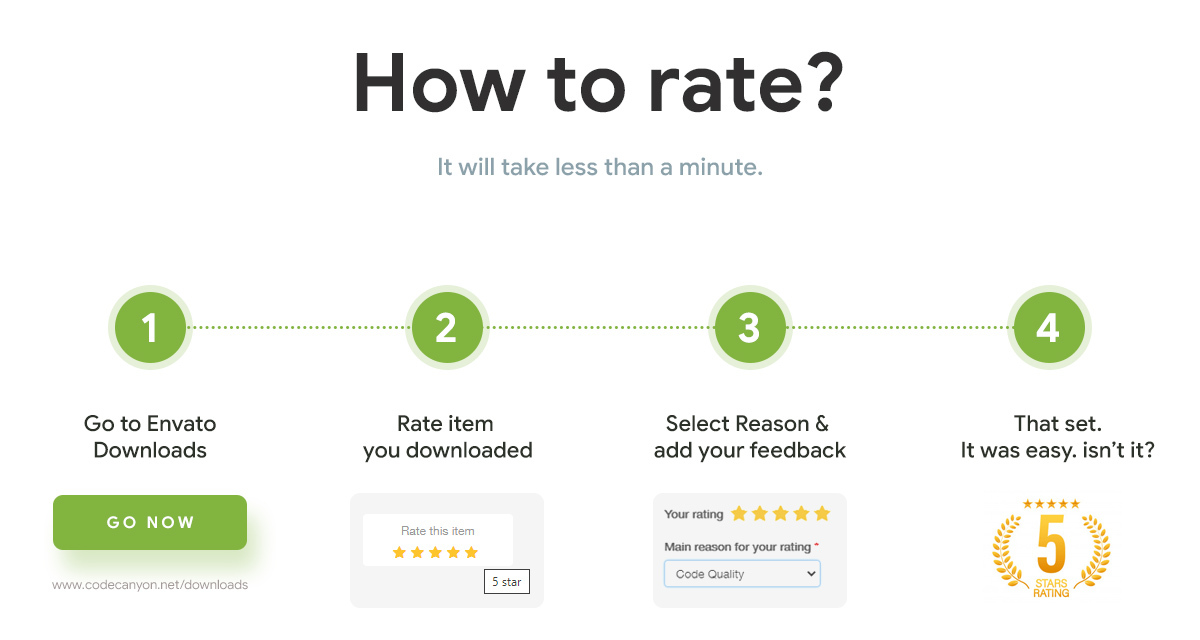 How to rate?
It will take less than a minute.
1
2
3
4
Go to Envato
Downloads
GO NOW
www.codecanyon.net/downloads
Rate item
you downloaded
Rate this item
5 star
Select Reason &
add your feedback
Your rating
Main reason for your rating *
Code Quality
That set.
It was easy. isn’t it?
5
STARS
RATING